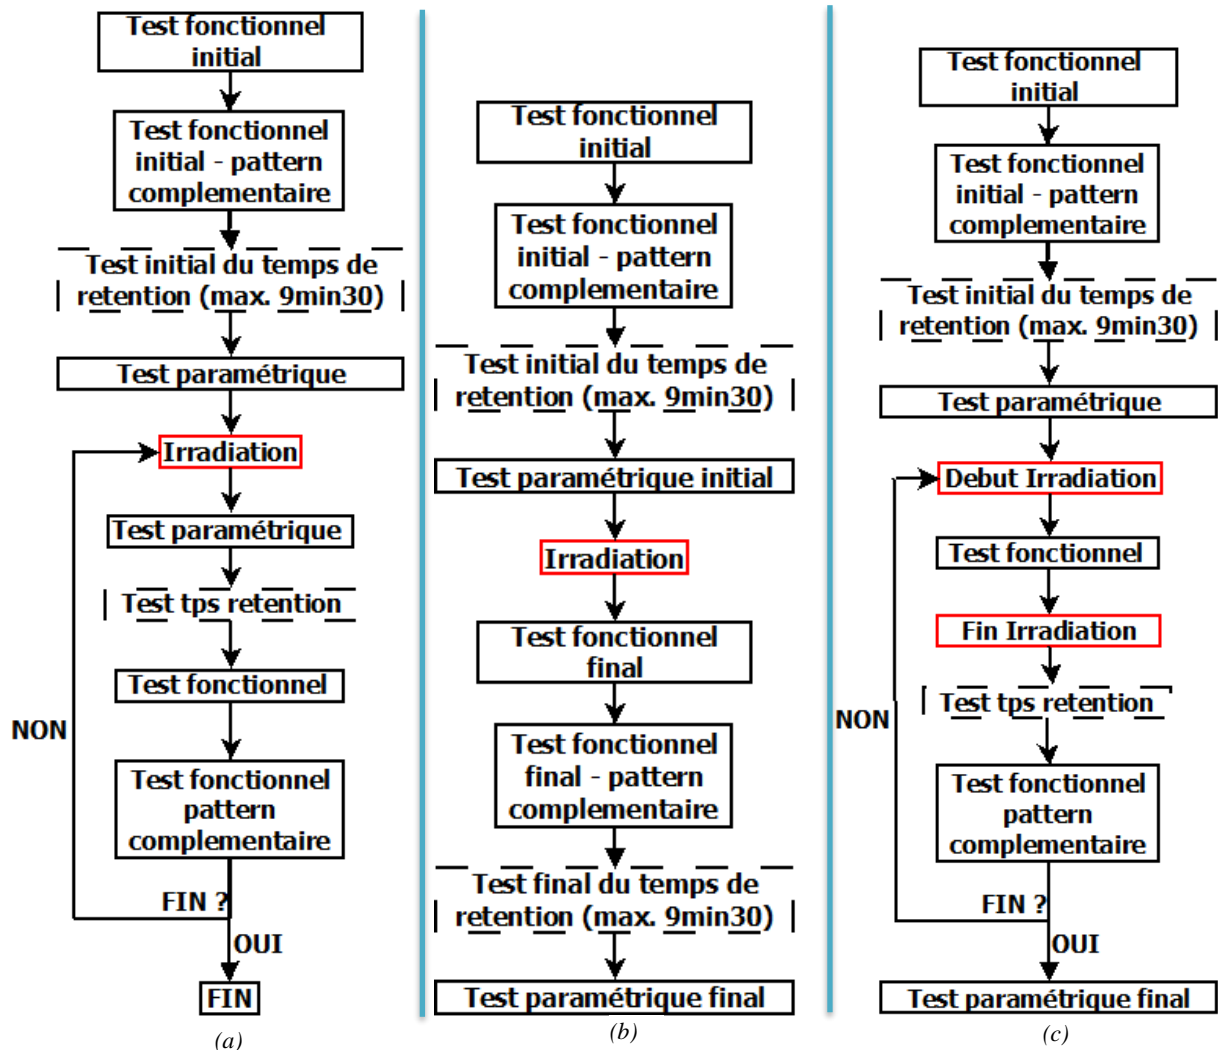 Test fonctionnel
initial
Test fonctionnel
initial - pattern
complementaire
Test initial du temps de
retention (max. 9min30)
Test paramétrique
Irradiation
Test paramétrique
Test tps retention
Test fonctionnel
NON
Test fonctionnel
pattern
complementaire
FIN ?
OUI
FIN
(a)
Test fonctionnel
initial
Test fonctionnel
initial - pattern
complementaire
Test initial du temps de
retention (max. 9min30)
Test paramétrique initial
Irradiation
Test fonctionnel
final
Test fonctionnel
final - pattern
complementaire
Test final du temps de
retention (max. 9min30)
Test paramétrique final
(b)
Test fonctionnel
initial
Test fonctionnel
initial - pattern
complementaire
Test initial du temps de
retention (max. 9min30)
Test paramétrique
Debut Irradiation
Test fonctionnel
Fin Irradiation
Test tps retention
NON
Test fonctionnel
pattern
complementaire
FIN ?
OUI
Test paramétrique final
(c)